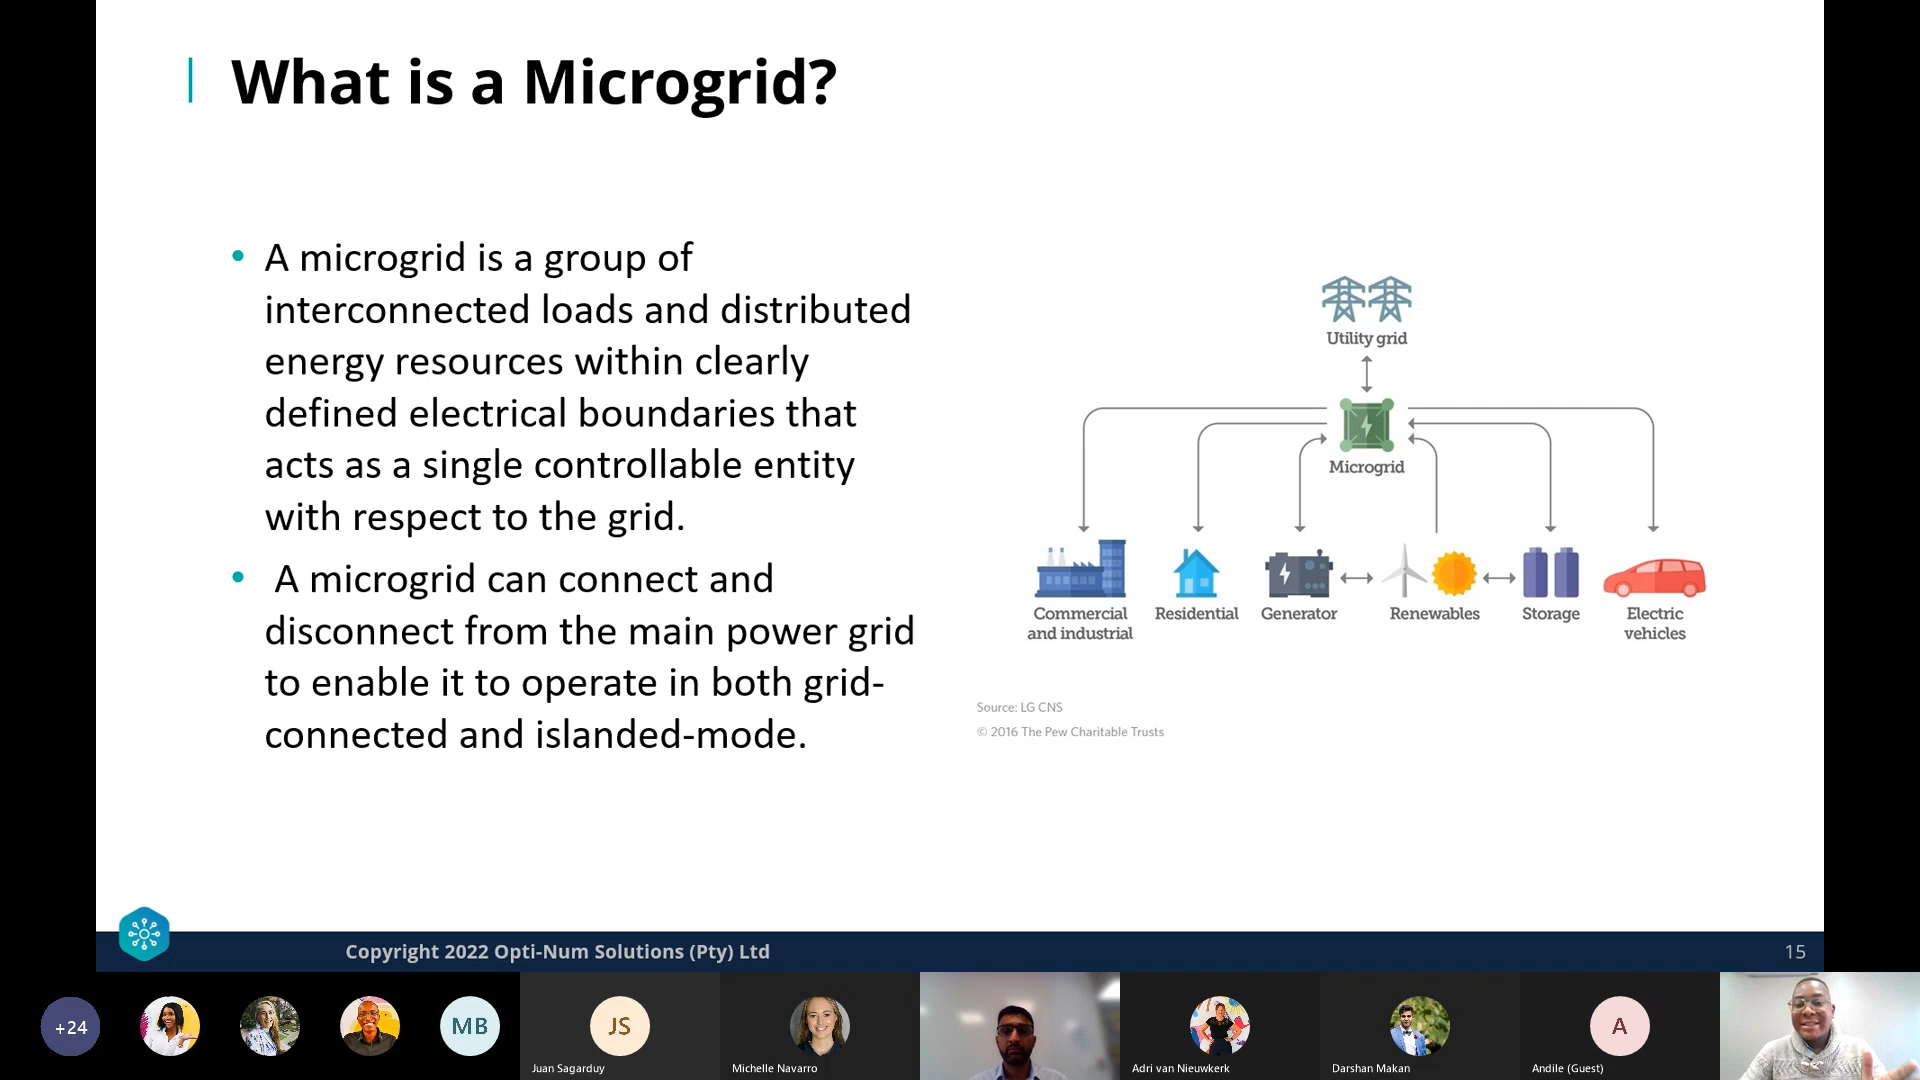 What is a Microgrid?
• A microgrid is a group of
interconnected loads and distributed
energy resources within clearly
defined electrical boundaries that
acts as a single controllable entity
with respect to the grid.
• A microgrid can connect and
disconnect from the main power grid
to enable it to operate in both grid-
connected and islanded-mode.
Utility grid
Microgrid
Commercial
and industrial
Residential
Generator
Renewables
Storage
Electric
vehicles
Source: LG CNS
© 2016 The Pew Charitable Trusts
Copyright 2022 Opti-Num Solutions (Pty) Ltd
15
+24
MB
JS
Juan Sagarduy
Michelle Navarro
Adri van Nieuwkerk
Darshan Makan
A
Andile (Guest)